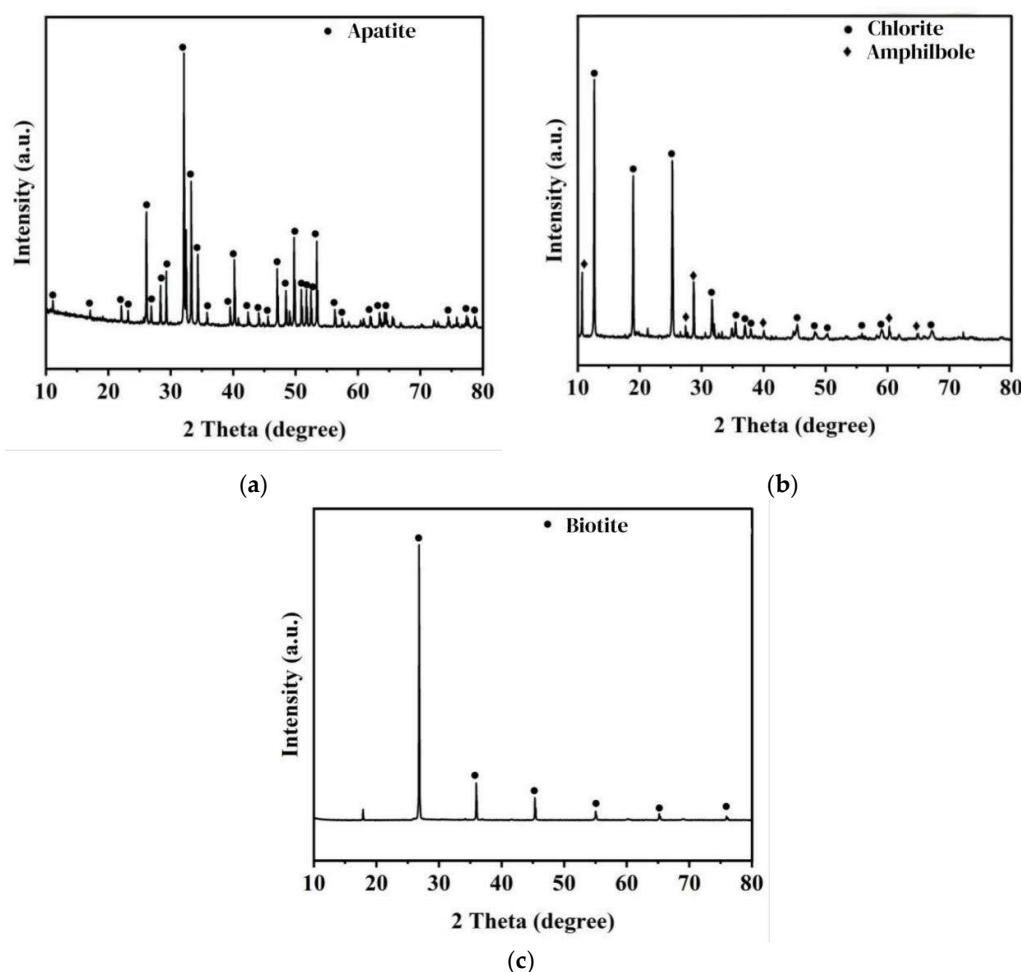 ● Apatite
Intensity (a.u.)
10 20 30 40 50 60 70 80
2 Theta (degree)
(a)
● Chlorite
♦ Amphilbole
Intensity (a.u.)
10 20 30 40 50 60 70 80
2 Theta (degree)
(b)
● Biotite
Intensity (a.u.)
10 20 30 40 50 60 70 80
2 Theta (degree)
(c)